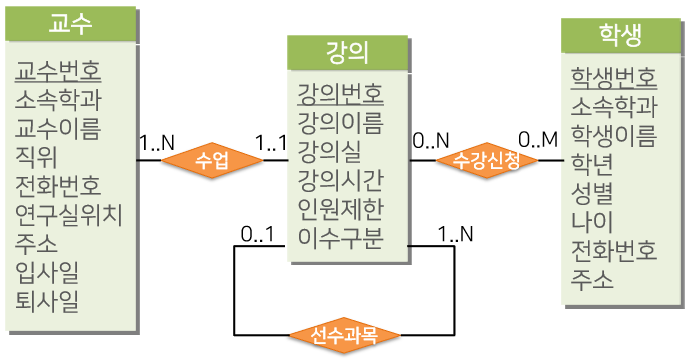 교수
교수번호
소속학과
교수이름
직위
전화번호
연구실위치
주소
입사일
퇴사일
1..N
수업
1..1
강의
강의번호
강의이름
강의실
강의시간
인원제한
이수구분
0..N
수강신청
0..M
학생
학생번호
소속학과
학생이름
학년
성별
나이
전화번호
주소
0..1
1..N
선수과목